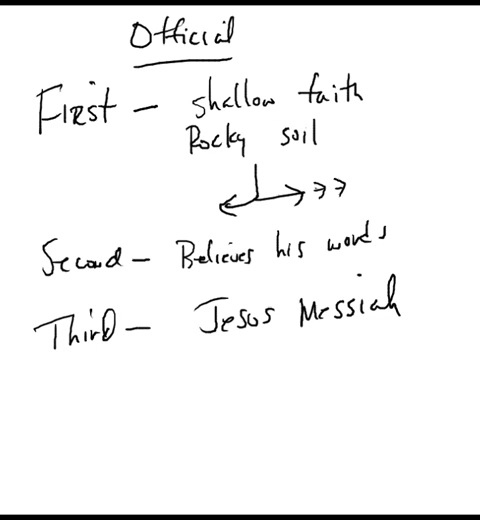 Official
First - shallow faith
Rocky soil
Second - Believes his words
Third - Jesus Messiah